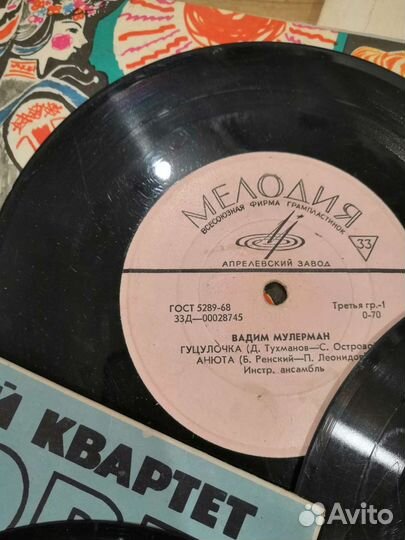 МЕЛОДИЯ
ВСЕСОЮЗНАЯ ФИРМА ГРАМПЛАСТИНОК
33
АПРЕЛЕВСКИЙ ЗАВОД
ГОСТ 5289-68
33Д—00028745
Третья гр.-1
0-70
ВАДИМ МУЛЕРМАН
ГУЦУЛОЧКА (Д. Тухманов—С. Острово
АНЮТА (Б. Ренский—П. Леонидов
Инстр. ансамбль
Й КВАРТЕТ
Avito